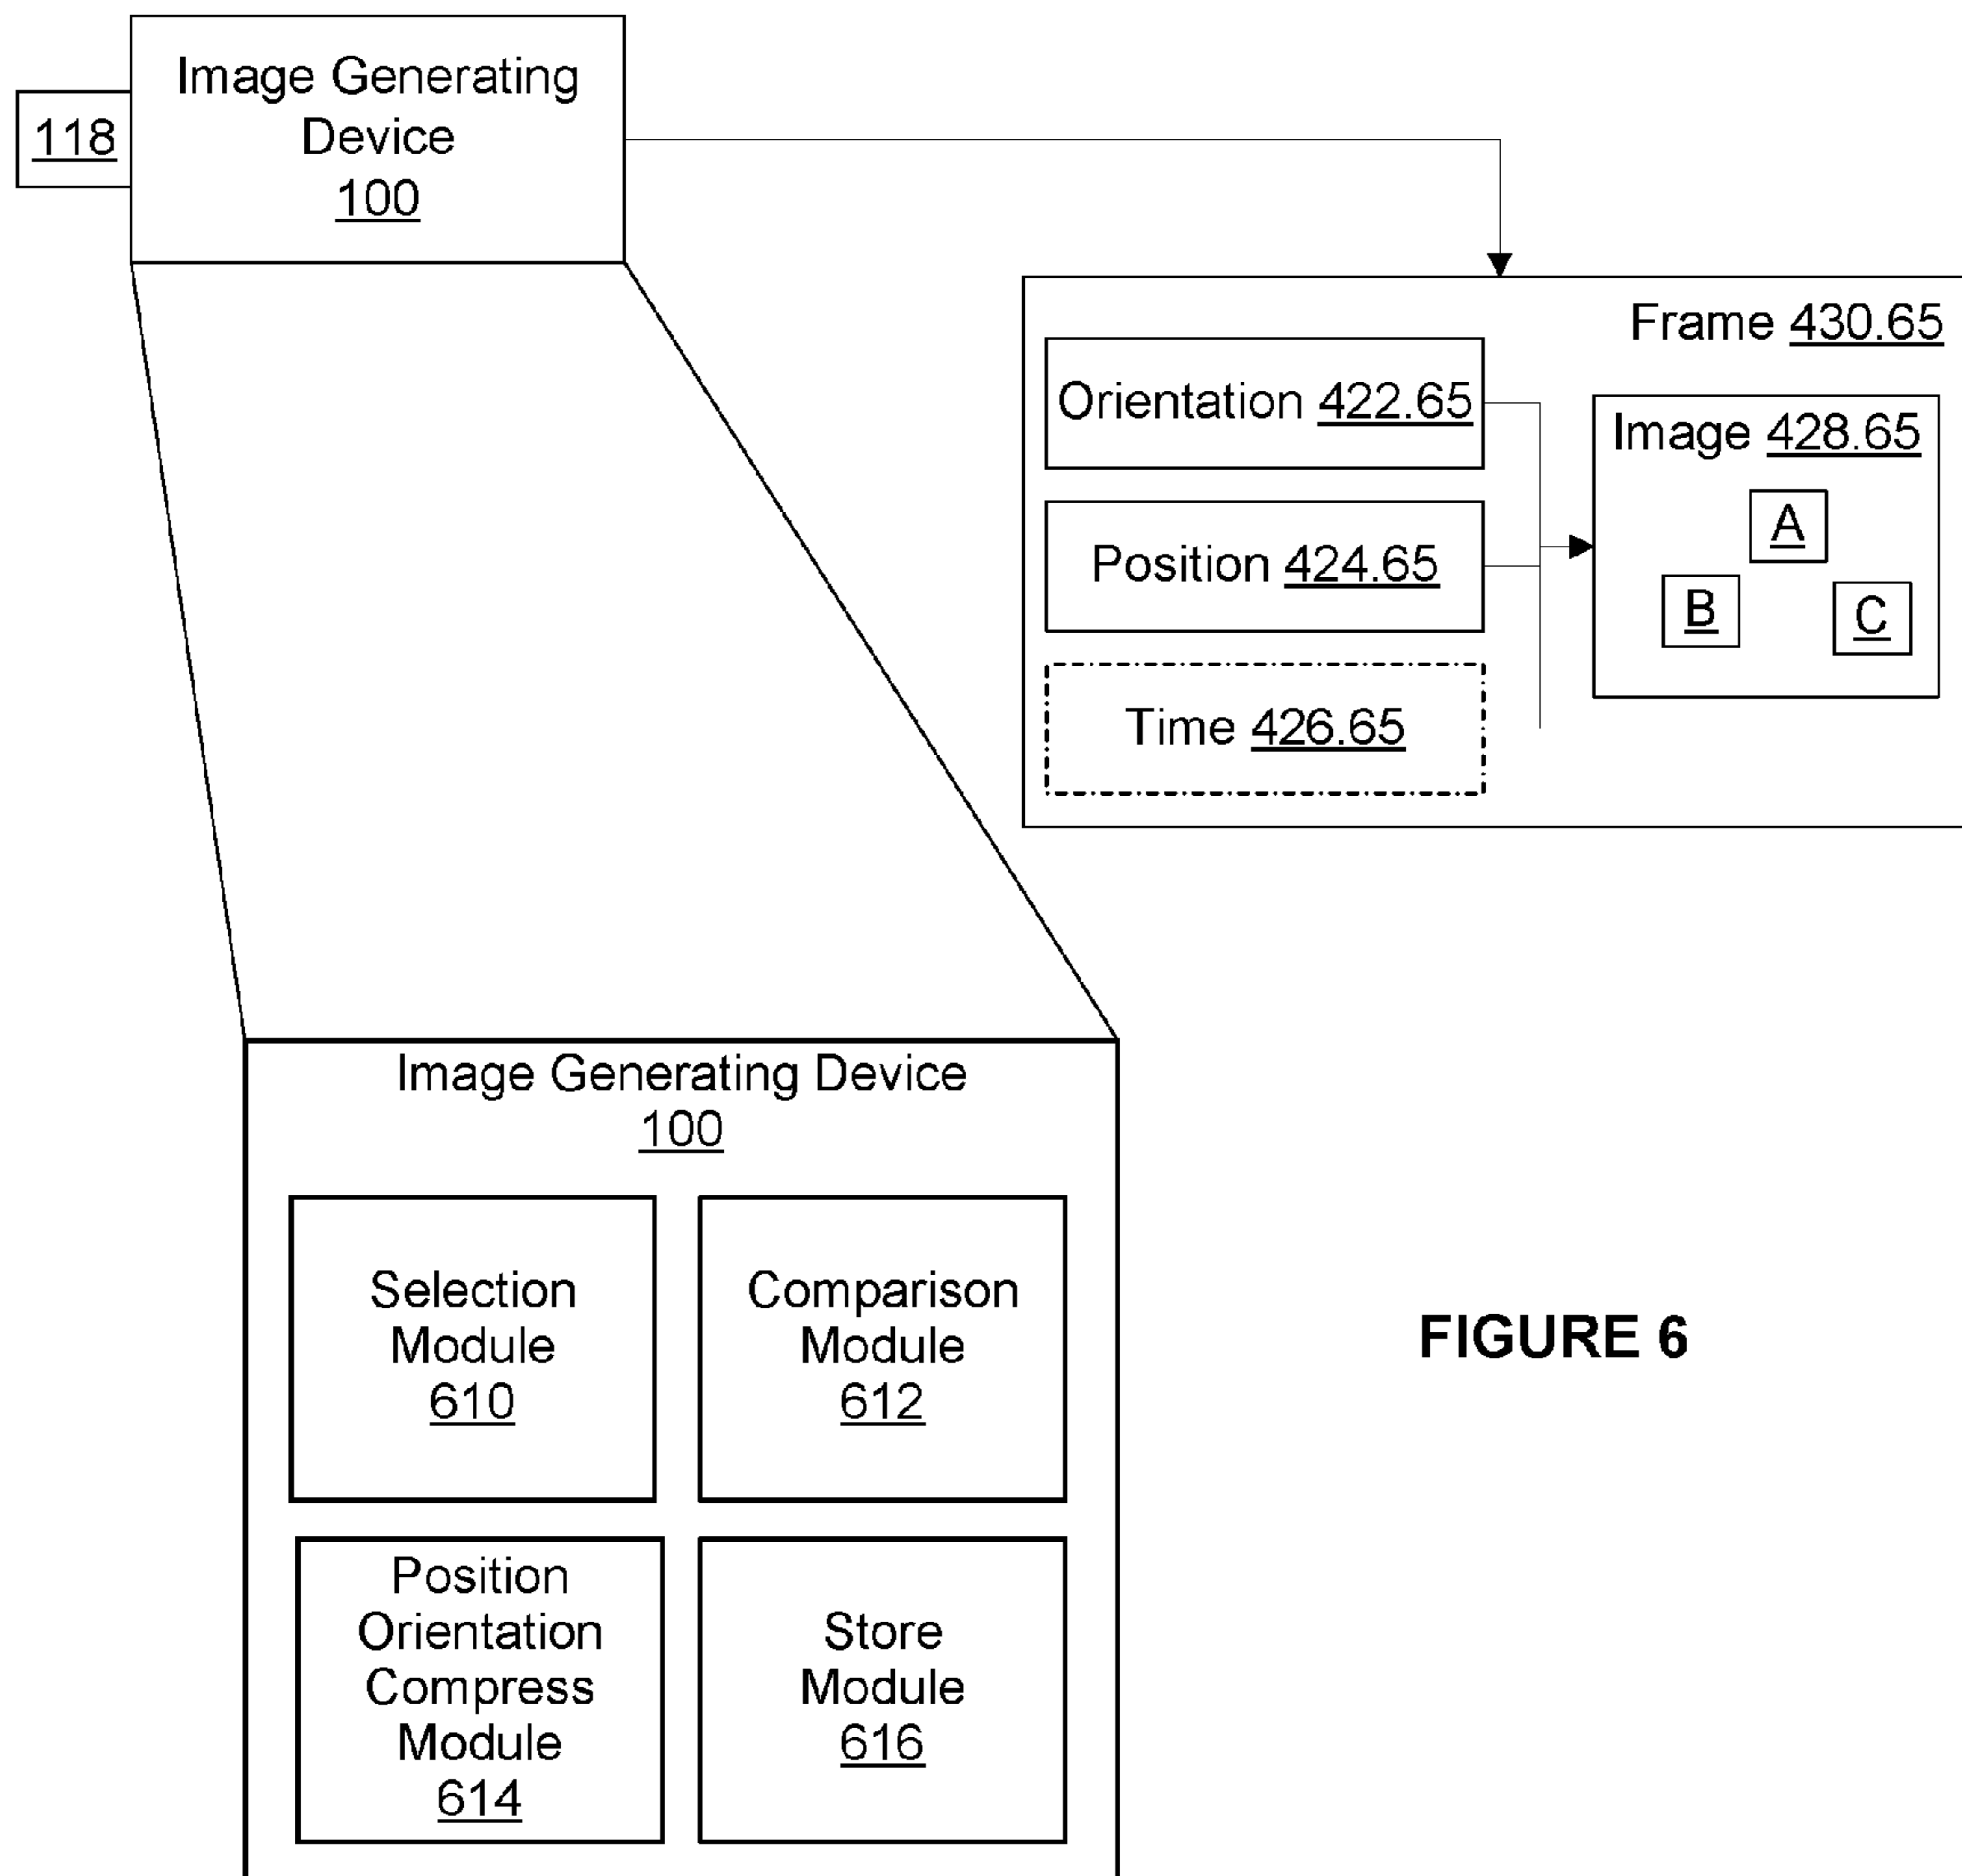 118
Image Generating
Device
100
Frame 430.65
Orientation 422.65
Position 424.65
Time 426.65
Image 428.65
A
B
C
Image Generating Device
100
Selection
Module
610
Comparison
Module
612
Position
Orientation
Compress
Module
614
Store
Module
616
FIGURE 6